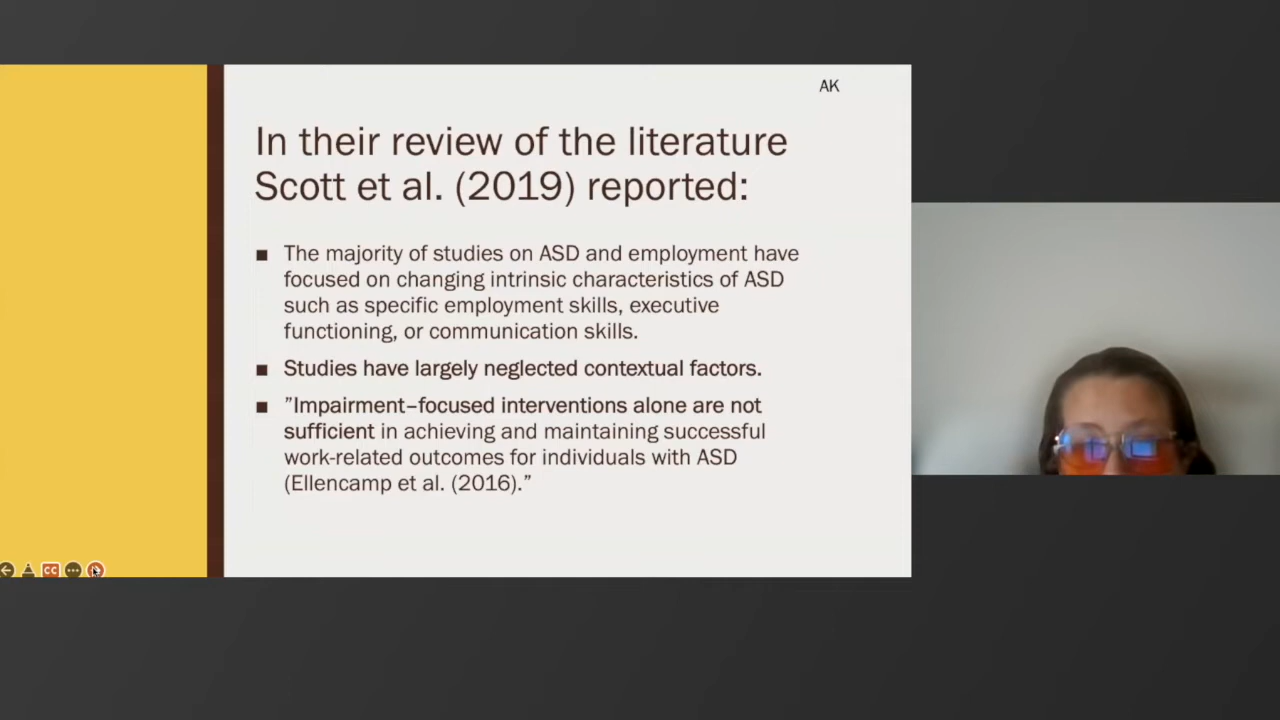 AK
In their review of the literature
Scott et al. (2019) reported:
■ The majority of studies on ASD and employment have
focused on changing intrinsic characteristics of ASD
such as specific employment skills, executive
functioning, or communication skills.
■ Studies have largely neglected contextual factors.
■ ”Impairment–focused interventions alone are not
sufficient in achieving and maintaining successful
work-related outcomes for individuals with ASD
(Ellencamp et al. (2016).”
CC